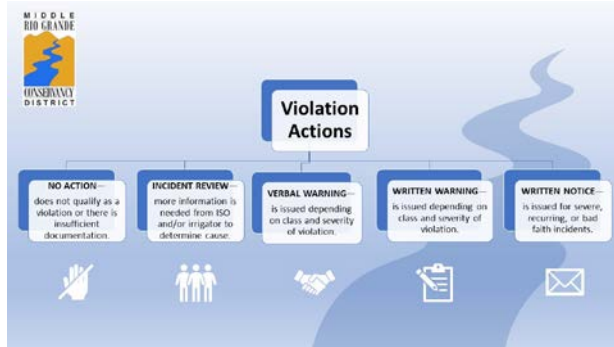 MIDDLE
RIO GRANDE
CONSERVANCY
DISTRICT
Violation
Actions
NO ACTION—
does not qualify as a
violation or there is
insufficient
documentation.
INCIDENT REVIEW—
more information is
needed from ISO
and/or irrigator to
determine cause.
VERBAL WARNING—
is issued depending
on class and severity
of violation.
WRITTEN WARNING—
is issued depending on
class and severity of
violation.
WRITTEN NOTICE—
is issued for severe,
recurring, or bad
faith incidents.